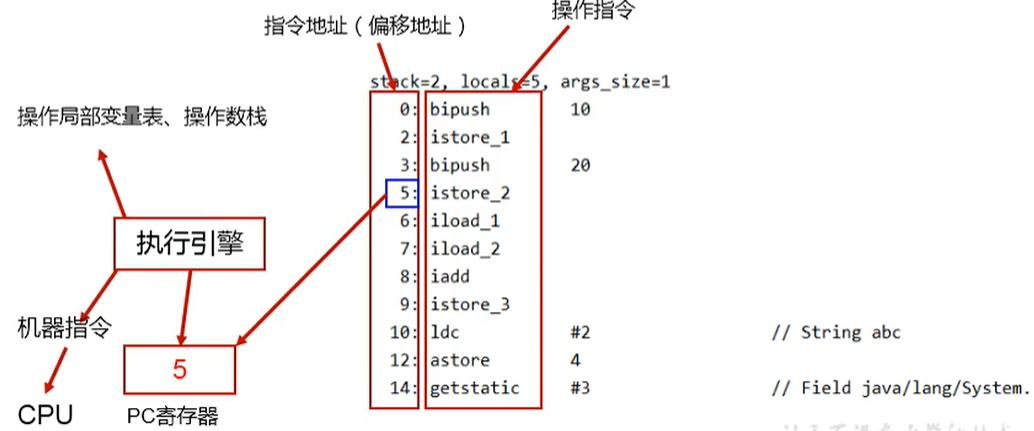 指令地址（偏移地址）
操作指令
stack=2, locals=5, args_size=1
操作局部变量表、操作数栈
0: bipush 10
2: istore_1
3: bipush 20
5: istore_2
6: iload_1
7: iload_2
8: iadd
9: istore_3
10: ldc #2 // String abc
12: astore 4
14: getstatic #3 // Field java/lang/System.
执行引擎
机器指令
5
CPU
PC寄存器